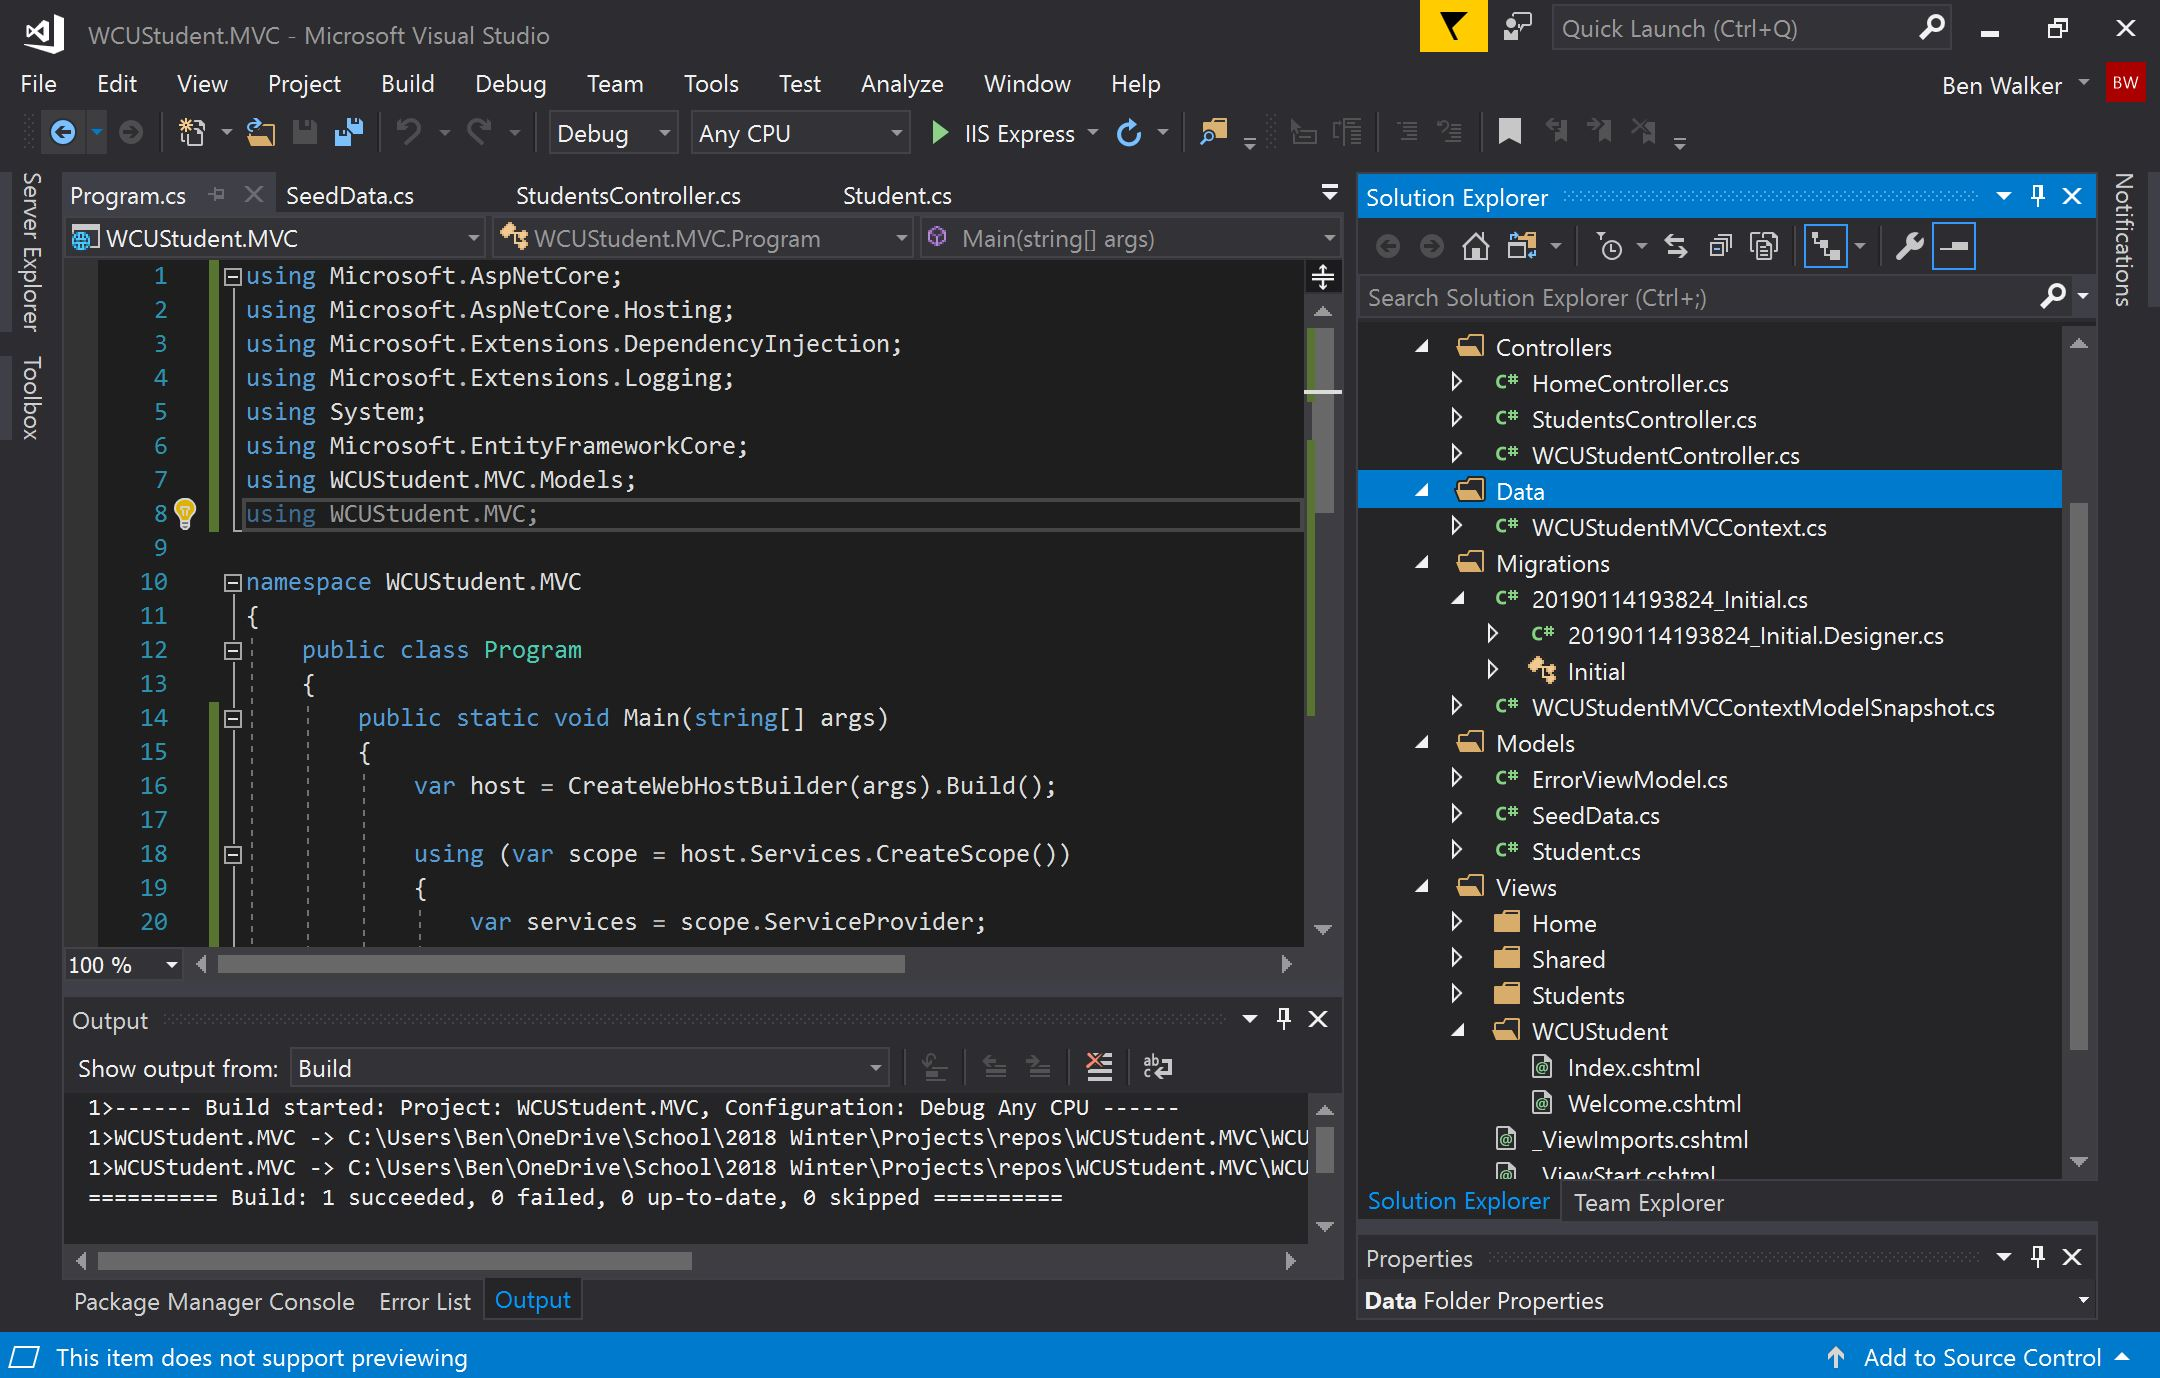 WCUStudent.MVC - Microsoft Visual Studio
Quick Launch (Ctrl+Q)
File Edit View Project Build Debug Team Tools Test Analyze Window Help
Ben Walker BW
Debug Any CPU IIS Express
Server Explorer
Toolbox
Program.cs SeedData.cs StudentsController.cs Student.cs
WCUStudent.MVC WCUStudent.MVC.Program Main(string[] args)
1 using Microsoft.AspNetCore;
2 using Microsoft.AspNetCore.Hosting;
3 using Microsoft.Extensions.DependencyInjection;
4 using Microsoft.Extensions.Logging;
5 using System;
6 using Microsoft.EntityFrameworkCore;
7 using WCUStudent.MVC.Models;
8 using WCUStudent.MVC;
9
10 namespace WCUStudent.MVC
11 {
12 public class Program
13 {
14 public static void Main(string[] args)
15 {
16 var host = CreateWebHostBuilder(args).Build();
17
18 using (var scope = host.Services.CreateScope())
19 {
20 var services = scope.ServiceProvider;
100 %
Output
Show output from: Build
1>------ Build started: Project: WCUStudent.MVC, Configuration: Debug Any CPU ------
1>WCUStudent.MVC -> C:\Users\Ben\OneDrive\School\2018 Winter\Projects\repos\WCUStudent.MVC\WCU
1>WCUStudent.MVC -> C:\Users\Ben\OneDrive\School\2018 Winter\Projects\repos\WCUStudent.MVC\WCU
========== Build: 1 succeeded, 0 failed, 0 up-to-date, 0 skipped ==========
Package Manager Console Error List Output
Solution Explorer
Search Solution Explorer (Ctrl+;)
Controllers
C# HomeController.cs
C# StudentsController.cs
C# WCUStudentController.cs
Data
C# WCUStudentMVCContext.cs
Migrations
C# 20190114193824_Initial.cs
C# 20190114193824_Initial.Designer.cs
Initial
C# WCUStudentMVCContextModelSnapshot.cs
Models
C# ErrorViewModel.cs
C# SeedData.cs
C# Student.cs
Views
Home
Shared
Students
WCUStudent
Index.cshtml
Welcome.cshtml
_ViewImports.cshtml
_ViewStart.cshtml
Solution Explorer Team Explorer
Properties
Data Folder Properties
Notifications
This item does not support previewing
Add to Source Control